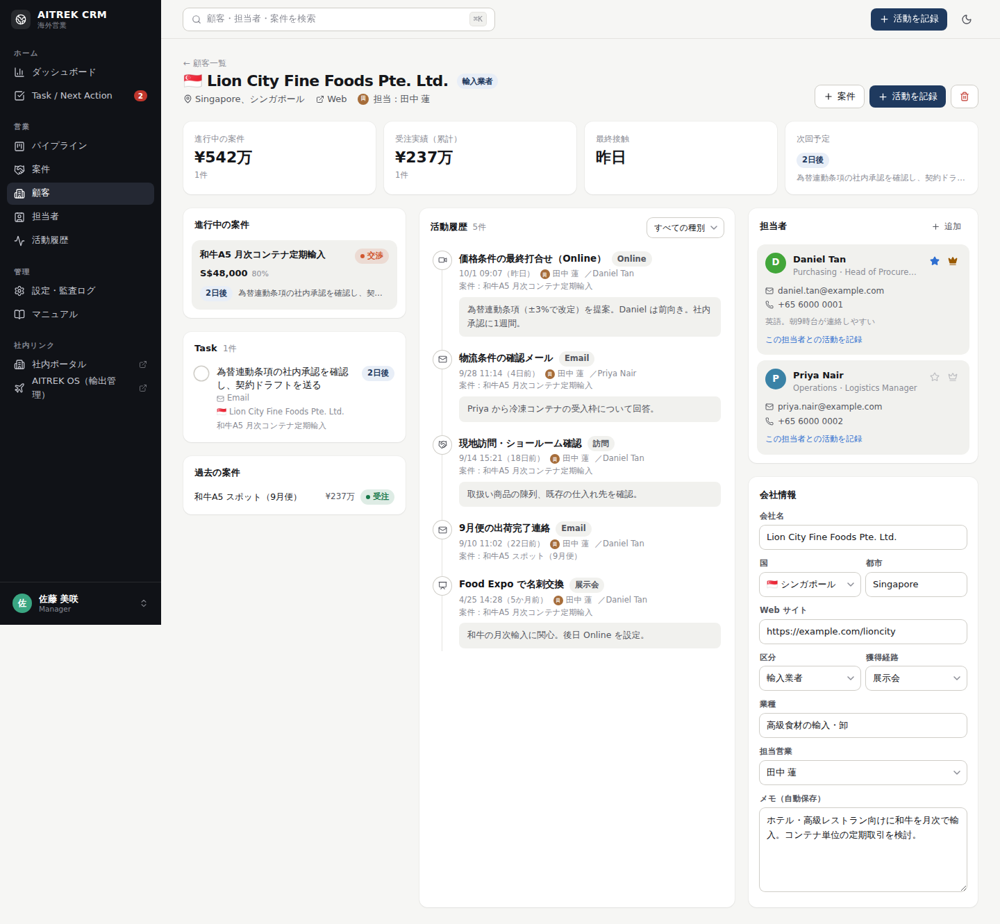 AITREK CRM
海外営業
ホーム
ダッシュボード
Task / Next Action 2
営業
パイプライン
案件
顧客
担当者
活動履歴
管理
設定・監査ログ
マニュアル
社内リンク
社内ポータル
AITREK OS（輸出管
理）
佐 佐藤 美咲
Manager
顧客・担当者・案件を検索 ⌘K
活動を記録
← 顧客一覧
Lion City Fine Foods Pte. Ltd. 輸入業者
Singapore、シンガポール Web 田 担当：田中 蓮
案件 活動を記録
進行中の案件
¥542万
1件
受注実績（累計）
¥237万
1件
最終接触
昨日
次回予定
2日後
為替連動条項の社内承認を確認し、契約ドラ…
進行中の案件
和牛A5 月次コンテナ定期輸入 交渉
S$48,000 80%
2日後 為替連動条項の社内承認を確認し、契…
Task 1件
為替連動条項の社内承認を確認
し、契約ドラフトを送る 2日後
Email
Lion City Fine Foods Pte. Ltd.
和牛A5 月次コンテナ定期輸入
過去の案件
和牛A5 スポット（9月便） ¥237万 受注
活動履歴 5件 すべての種別
価格条件の最終打合せ（Online） Online
10/1 09:07（昨日） 田 田中 蓮 ／Daniel Tan
案件：和牛A5 月次コンテナ定期輸入
為替連動条項（±3%で改定）を提案。Daniel は前向き。社内
承認に1週間。
物流条件の確認メール Email
9/28 11:14（4日前） 田 田中 蓮 ／Priya Nair
案件：和牛A5 月次コンテナ定期輸入
Priya から冷凍コンテナの受入枠について回答。
現地訪問・ショールーム確認 訪問
9/14 15:21（18日前） 田 田中 蓮 ／Daniel Tan
案件：和牛A5 月次コンテナ定期輸入
取扱い商品の陳列、既存の仕入れ先を確認。
9月便の出荷完了連絡 Email
9/10 11:02（22日前） 田 田中 蓮 ／Daniel Tan
案件：和牛A5 スポット（9月便）
Food Expo で名刺交換 展示会
4/25 14:28（5か月前） 田 田中 蓮 ／Daniel Tan
案件：和牛A5 月次コンテナ定期輸入
和牛の月次輸入に関心。後日 Online を設定。
担当者 追加
D Daniel Tan
Purchasing・Head of Procure…
daniel.tan@example.com
+65 6000 0001
英語。朝9時台が連絡しやすい
この担当者との活動を記録
P Priya Nair
Operations・Logistics Manager
priya.nair@example.com
+65 6000 0002
この担当者との活動を記録
会社情報
会社名
Lion City Fine Foods Pte. Ltd.
国 都市
シンガポール Singapore
Web サイト
https://example.com/lioncity
区分 獲得経路
輸入業者 展示会
業種
高級食材の輸入・卸
担当営業
田中 蓮
メモ（自動保存）
ホテル・高級レストラン向けに和牛を月次で輸
入。コンテナ単位の定期取引を検討。